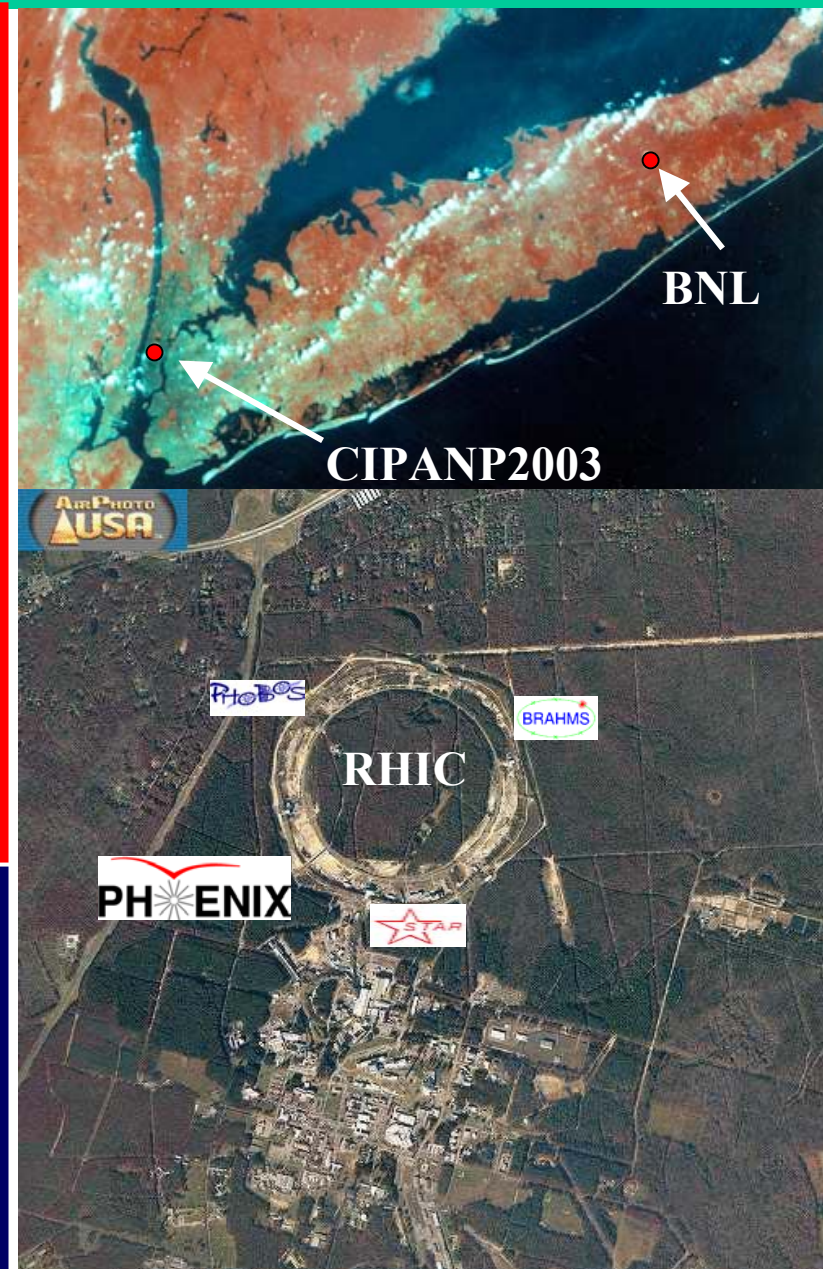 BNL
CIPANP2003
AIRPHOTO
USA
PHOBOS
BRAHMS
RHIC
PHENIX
STAR